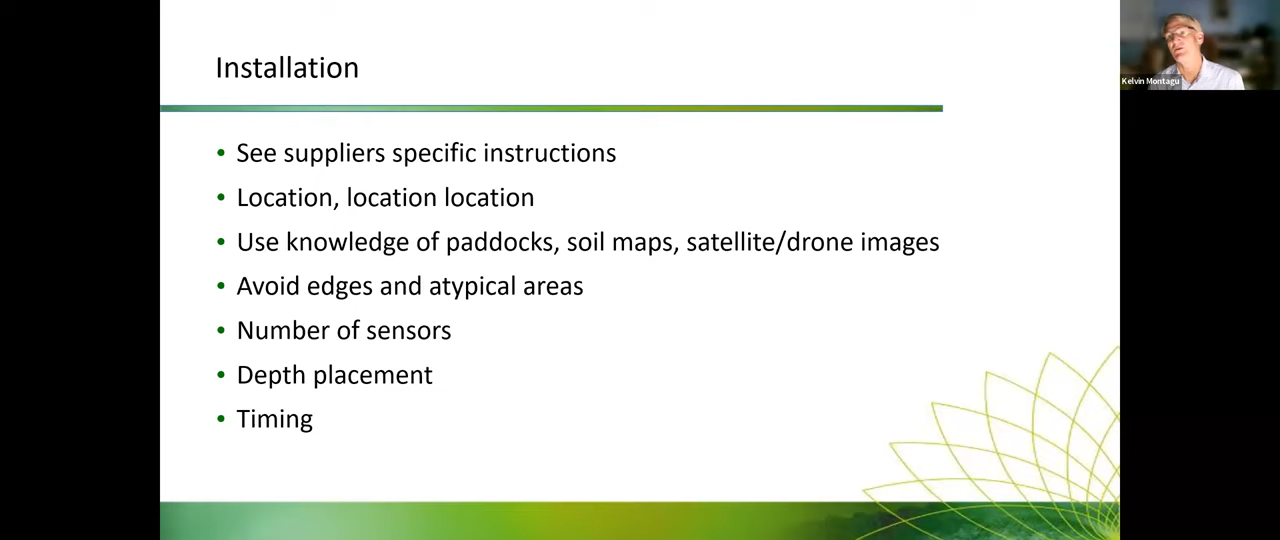 Installation
• See suppliers specific instructions
• Location, location location
• Use knowledge of paddocks, soil maps, satellite/drone images
• Avoid edges and atypical areas
• Number of sensors
• Depth placement
• Timing
Kelvin Montagu